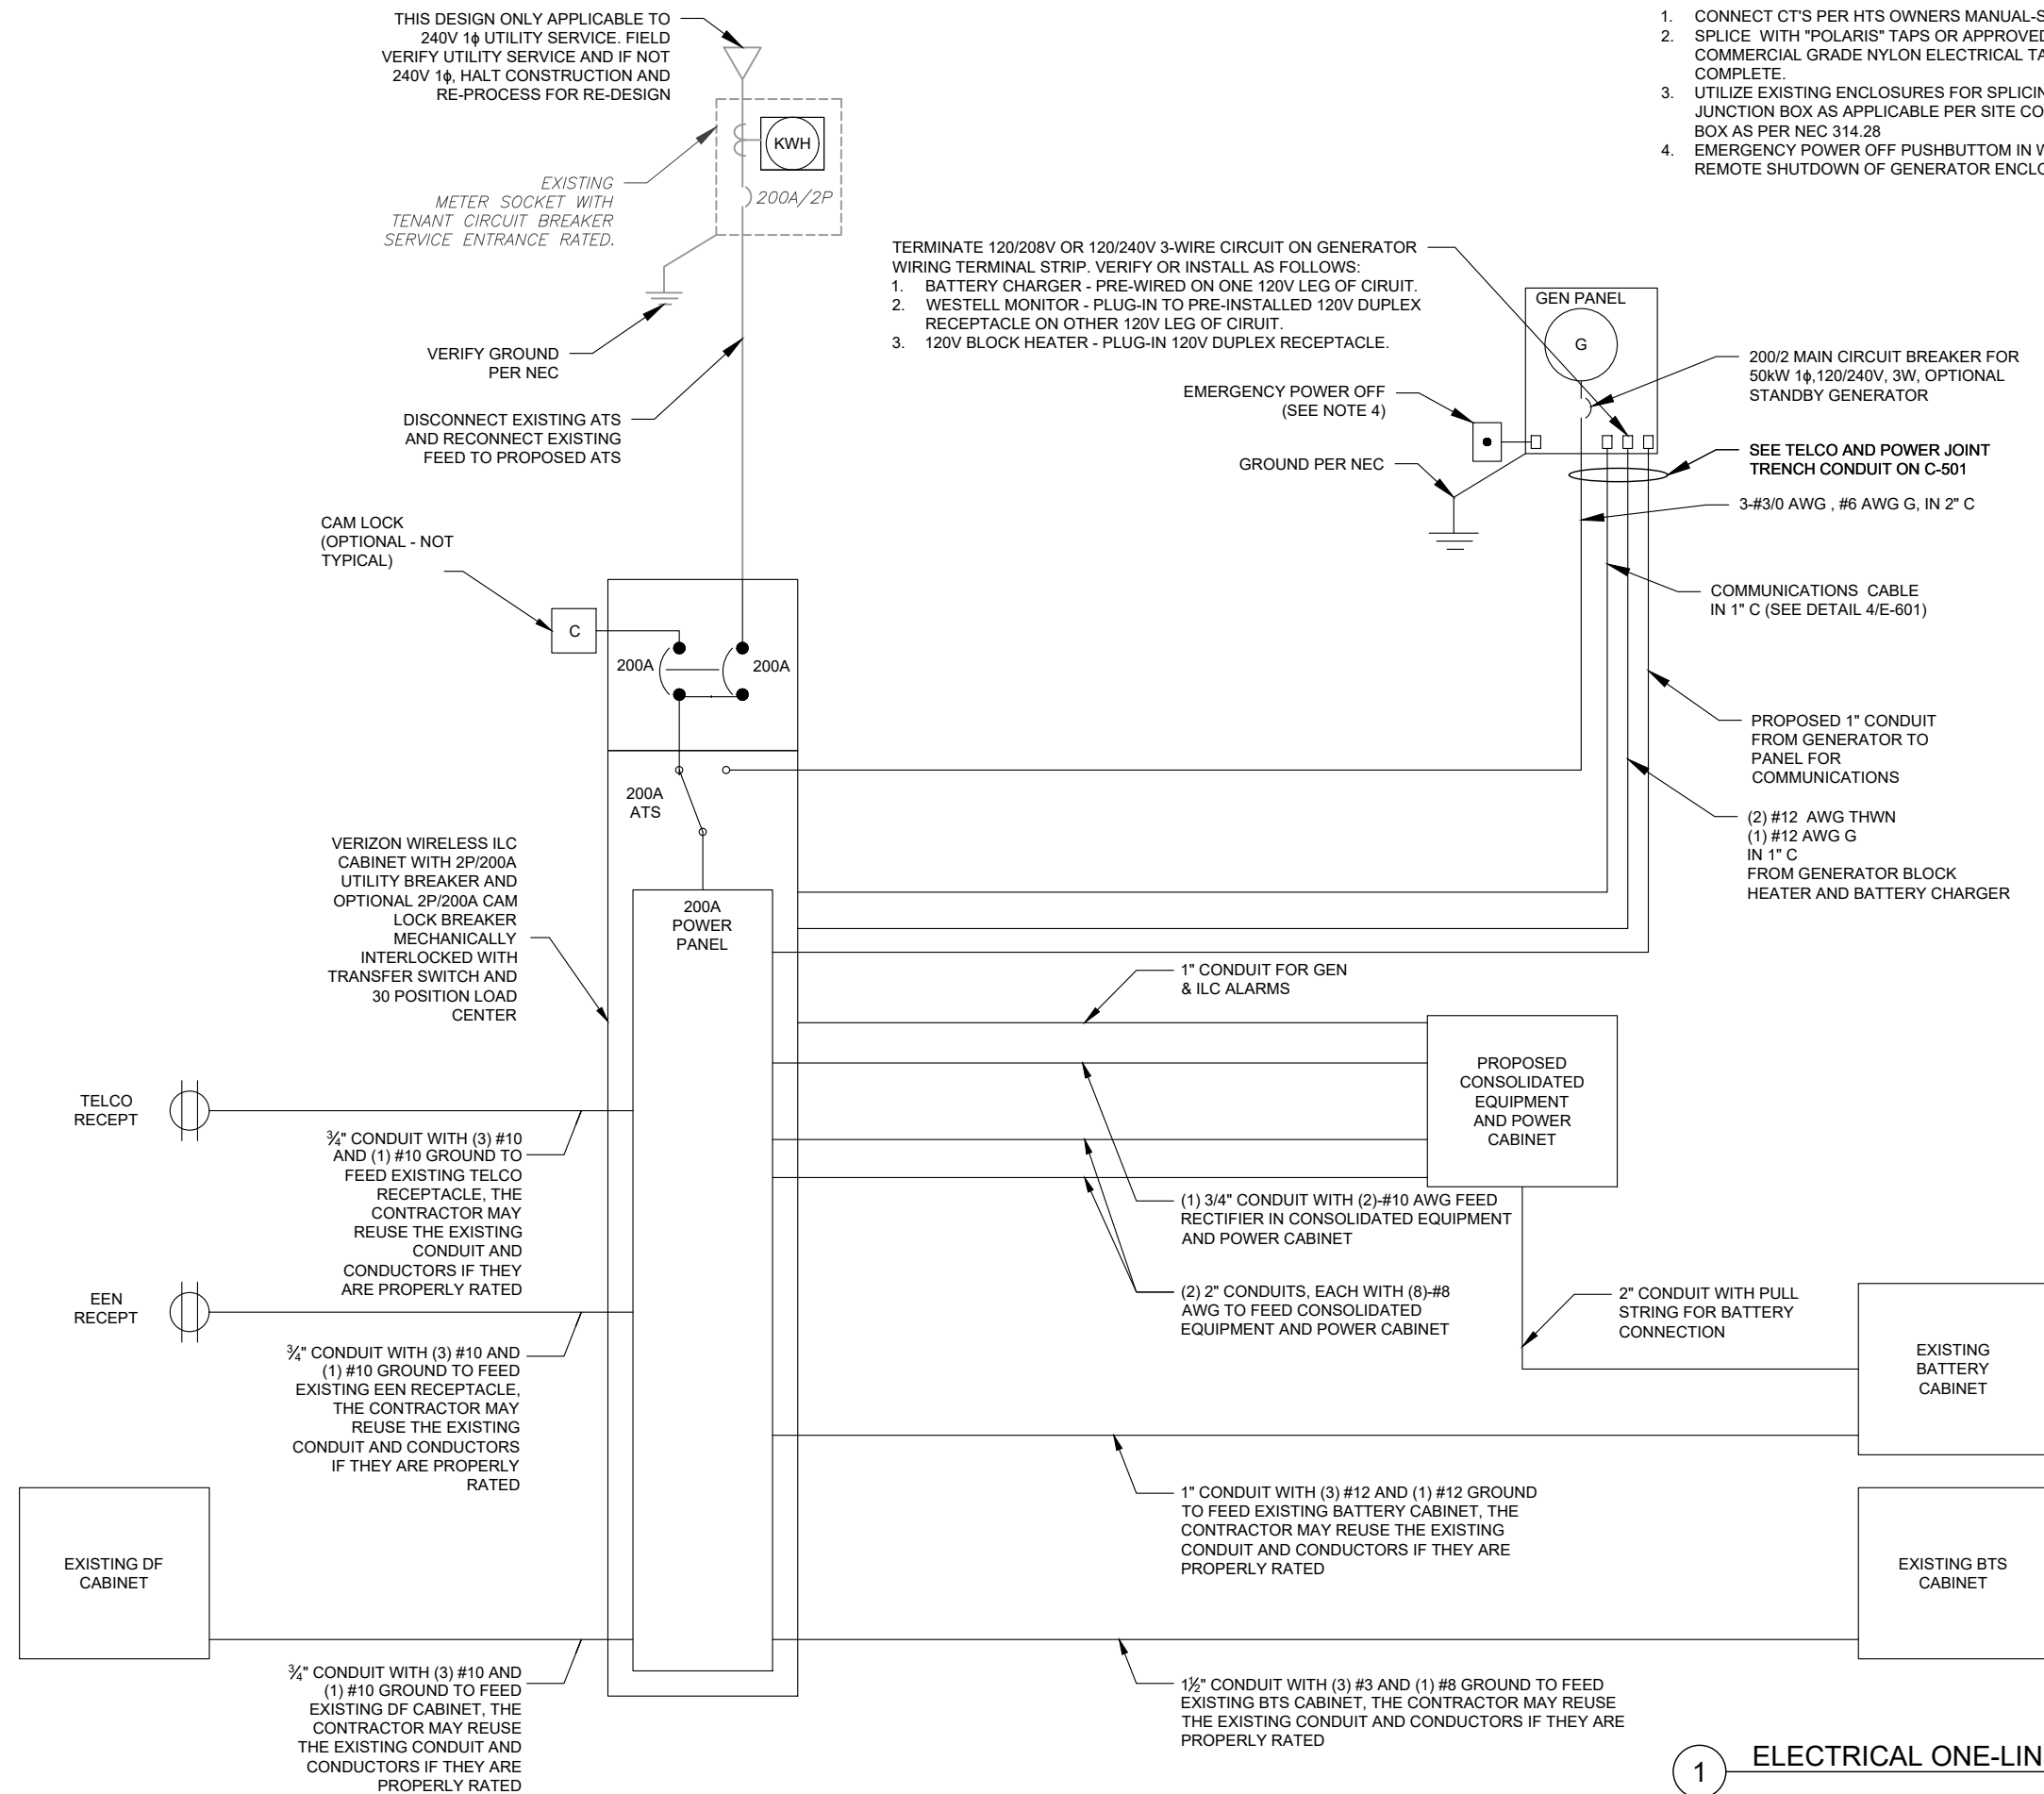 THIS DESIGN ONLY APPLICABLE TO
240V 1ϕ UTILITY SERVICE. FIELD
VERIFY UTILITY SERVICE AND IF NOT
240V 1ϕ, HALT CONSTRUCTION AND
RE-PROCESS FOR RE-DESIGN
1. CONNECT CT'S PER HTS OWNERS MANUAL-S
2. SPLICE WITH "POLARIS" TAPS OR APPROVED
COMMERCIAL GRADE NYLON ELECTRICAL TA
COMPLETE.
3. UTILIZE EXISTING ENCLOSURES FOR SPLICIN
JUNCTION BOX AS APPLICABLE PER SITE CO
BOX AS PER NEC 314.28
4. EMERGENCY POWER OFF PUSHBUTTOM IN W
REMOTE SHUTDOWN OF GENERATOR ENCLO
KWH
200A/2P
EXISTING
METER SOCKET WITH
TENANT CIRCUIT BREAKER
SERVICE ENTRANCE RATED.
TERMINATE 120/208V OR 120/240V 3-WIRE CIRCUIT ON GENERATOR
WIRING TERMINAL STRIP. VERIFY OR INSTALL AS FOLLOWS:
1. BATTERY CHARGER - PRE-WIRED ON ONE 120V LEG OF CIRUIT.
2. WESTELL MONITOR - PLUG-IN TO PRE-INSTALLED 120V DUPLEX
RECEPTACLE ON OTHER 120V LEG OF CIRUIT.
3. 120V BLOCK HEATER - PLUG-IN 120V DUPLEX RECEPTACLE.
GEN PANEL
G
VERIFY GROUND
PER NEC
200/2 MAIN CIRCUIT BREAKER FOR
50kW 1ϕ,120/240V, 3W, OPTIONAL
STANDBY GENERATOR
EMERGENCY POWER OFF
(SEE NOTE 4)
DISCONNECT EXISTING ATS
AND RECONNECT EXISTING
FEED TO PROPOSED ATS
SEE TELCO AND POWER JOINT
TRENCH CONDUIT ON C-501
GROUND PER NEC
3-#3/0 AWG , #6 AWG G, IN 2" C
CAM LOCK
(OPTIONAL - NOT
TYPICAL)
COMMUNICATIONS CABLE
IN 1" C (SEE DETAIL 4/E-601)
C
200A
200A
PROPOSED 1" CONDUIT
FROM GENERATOR TO
PANEL FOR
COMMUNICATIONS
200A
ATS
(2) #12 AWG THWN
(1) #12 AWG G
IN 1" C
FROM GENERATOR BLOCK
HEATER AND BATTERY CHARGER
VERIZON WIRELESS ILC
CABINET WITH 2P/200A
UTILITY BREAKER AND
OPTIONAL 2P/200A CAM
LOCK BREAKER
MECHANICALLY
INTERLOCKED WITH
TRANSFER SWITCH AND
30 POSITION LOAD
CENTER
200A
POWER
PANEL
1" CONDUIT FOR GEN
& ILC ALARMS
PROPOSED
CONSOLIDATED
EQUIPMENT
AND POWER
CABINET
TELCO
RECEPT
¾" CONDUIT WITH (3) #10
AND (1) #10 GROUND TO
FEED EXISTING TELCO
RECEPTACLE, THE
CONTRACTOR MAY
REUSE THE EXISTING
CONDUIT AND
CONDUCTORS IF THEY
ARE PROPERLY RATED
(1) 3/4" CONDUIT WITH (2)-#10 AWG FEED
RECTIFIER IN CONSOLIDATED EQUIPMENT
AND POWER CABINET
(2) 2" CONDUITS, EACH WITH (8)-#8
AWG TO FEED CONSOLIDATED
EQUIPMENT AND POWER CABINET
2" CONDUIT WITH PULL
STRING FOR BATTERY
CONNECTION
EEN
RECEPT
EXISTING
BATTERY
CABINET
¾" CONDUIT WITH (3) #10 AND
(1) #10 GROUND TO FEED
EXISTING EEN RECEPTACLE,
THE CONTRACTOR MAY
REUSE THE EXISTING
CONDUIT AND CONDUCTORS
IF THEY ARE PROPERLY
RATED
1" CONDUIT WITH (3) #12 AND (1) #12 GROUND
TO FEED EXISTING BATTERY CABINET, THE
CONTRACTOR MAY REUSE THE EXISTING
CONDUIT AND CONDUCTORS IF THEY ARE
PROPERLY RATED
EXISTING DF
CABINET
EXISTING BTS
CABINET
¾" CONDUIT WITH (3) #10 AND
(1) #10 GROUND TO FEED
EXISTING DF CABINET, THE
CONTRACTOR MAY REUSE
THE EXISTING CONDUIT AND
CONDUCTORS IF THEY ARE
PROPERLY RATED
1½" CONDUIT WITH (3) #3 AND (1) #8 GROUND TO FEED
EXISTING BTS CABINET, THE CONTRACTOR MAY REUSE
THE EXISTING CONDUIT AND CONDUCTORS IF THEY ARE
PROPERLY RATED
1
ELECTRICAL ONE-LIN